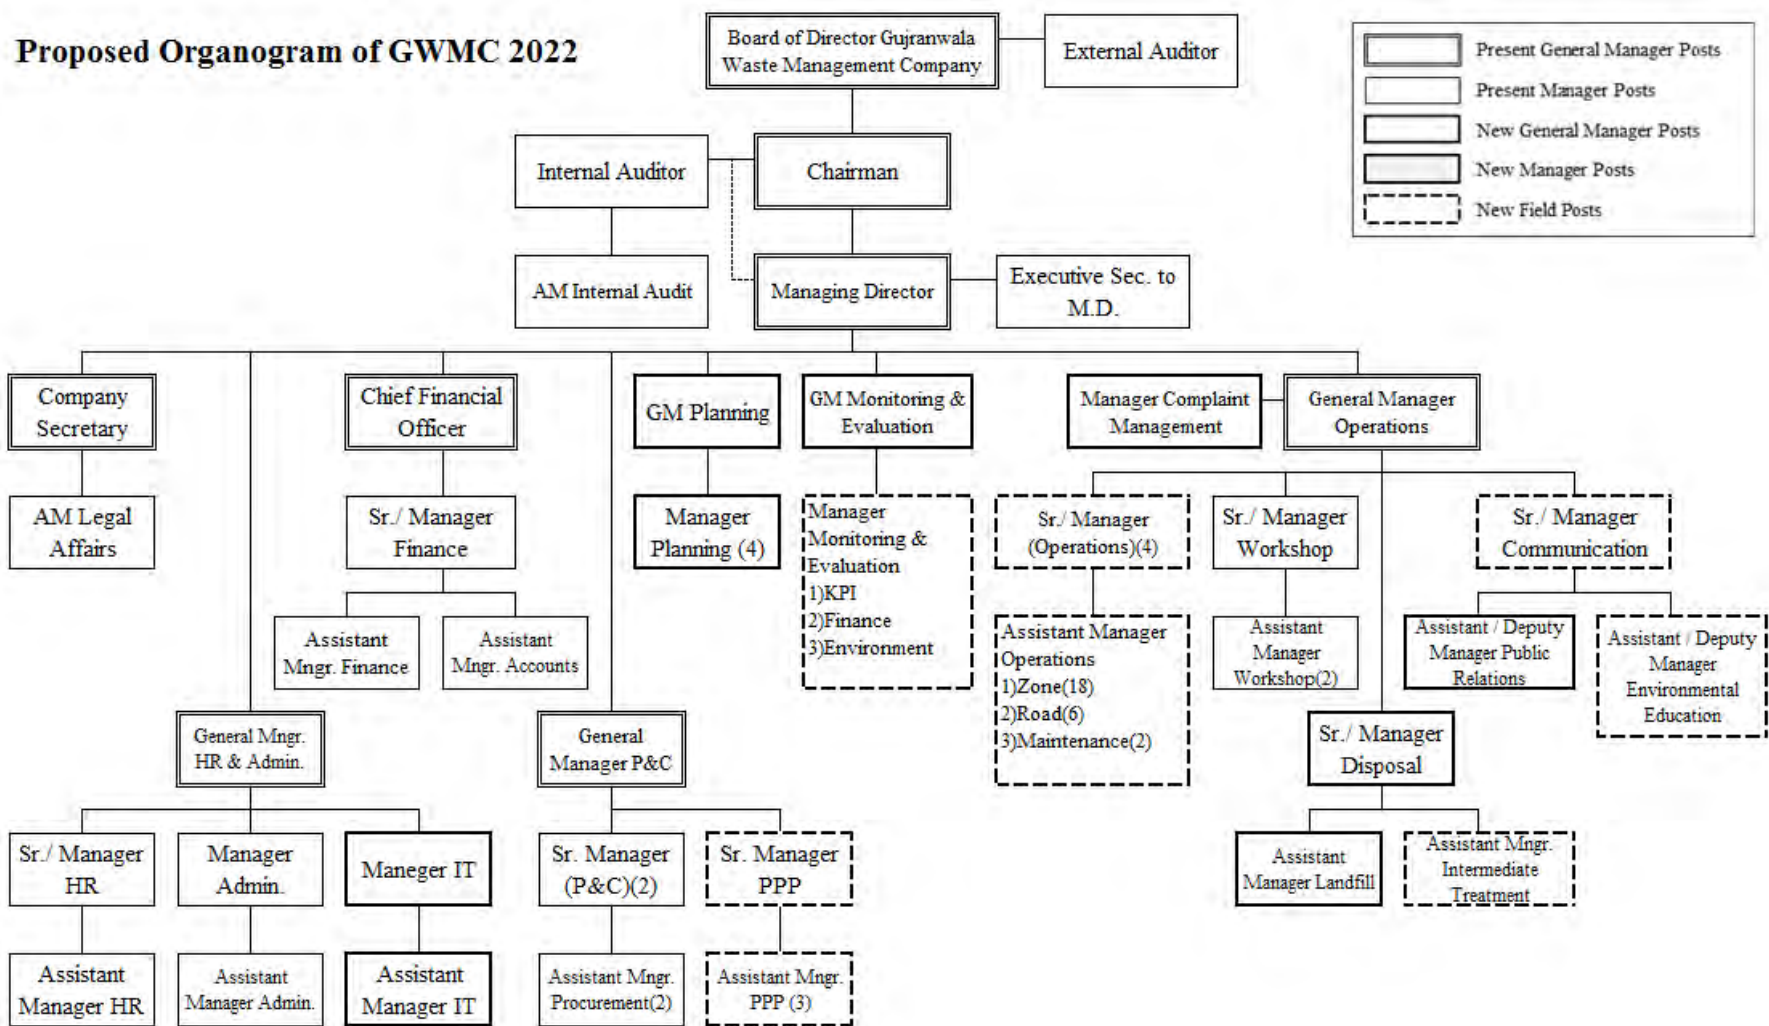 Proposed Organogram of GWMC 2022
Board of Director Gujranwala
Waste Management Company
External Auditor
Present General Manager Posts
Present Manager Posts
New General Manager Posts
New Manager Posts
New Field Posts
Internal Auditor
Chairman
AM Internal Audit
Managing Director
Executive Sec. to
M.D.
Company
Secretary
Chief Financial
Officer
GM Planning
GM Monitoring &
Evaluation
Manager Complaint
Management
General Manager
Operations
AM Legal
Affairs
Sr./ Manager
Finance
Manager
Planning (4)
Manager
Monitoring &
Evaluation
1)KPI
2)Finance
3)Environment
Sr./ Manager
(Operations)(4)
Sr./ Manager
Workshop
Sr./ Manager
Communication
Assistant
Mngr. Finance
Assistant
Mngr. Accounts
Assistant Manager
Operations
1)Zone(18)
2)Road(6)
3)Maintenance(2)
Assistant
Manager
Workshop(2)
Assistant / Deputy
Manager Public
Relations
Assistant / Deputy
Manager
Environmental
Education
General Mngr.
HR & Admin.
General
Manager P&C
Sr./ Manager
Disposal
Sr./ Manager
HR
Manager
Admin.
Maneger IT
Sr. Manager
(P&C)(2)
Sr. Manager
PPP
Assistant
Manager Landfill
Assistant Mngr.
Intermediate
Treatment
Assistant
Manager HR
Assistant
Manager Admin.
Assistant
Manager IT
Assistant Mngr.
Procurement(2)
Assistant Mngr.
PPP (3)